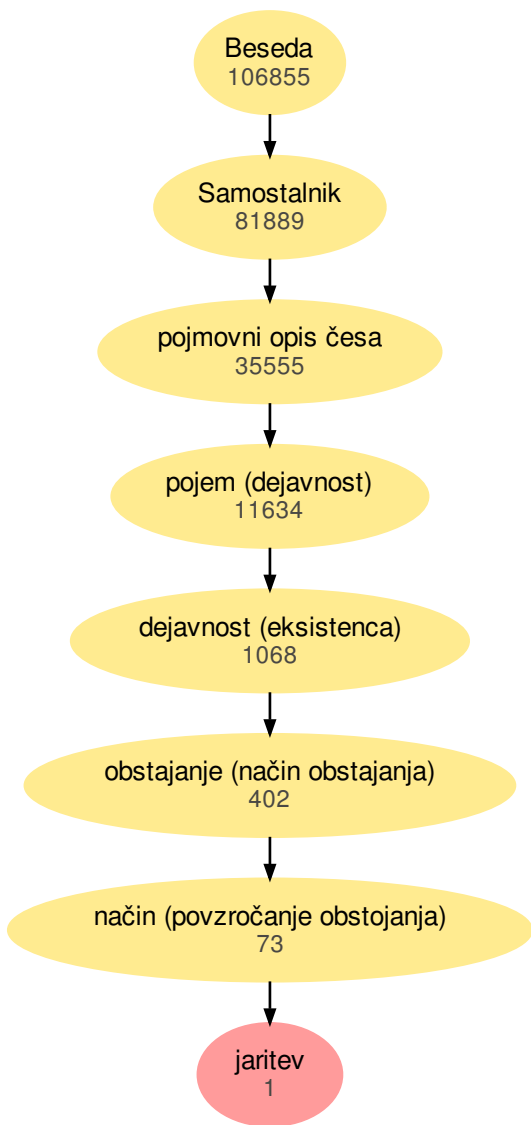 Beseda
106855
Samostalnik
81889
pojmovni opis česa
35555
pojem (dejavnost)
11634
dejavnost (eksistenca)
1068
obstajanje (način obstajanja)
402
način (povzročanje obstojanja)
73
jaritev
1